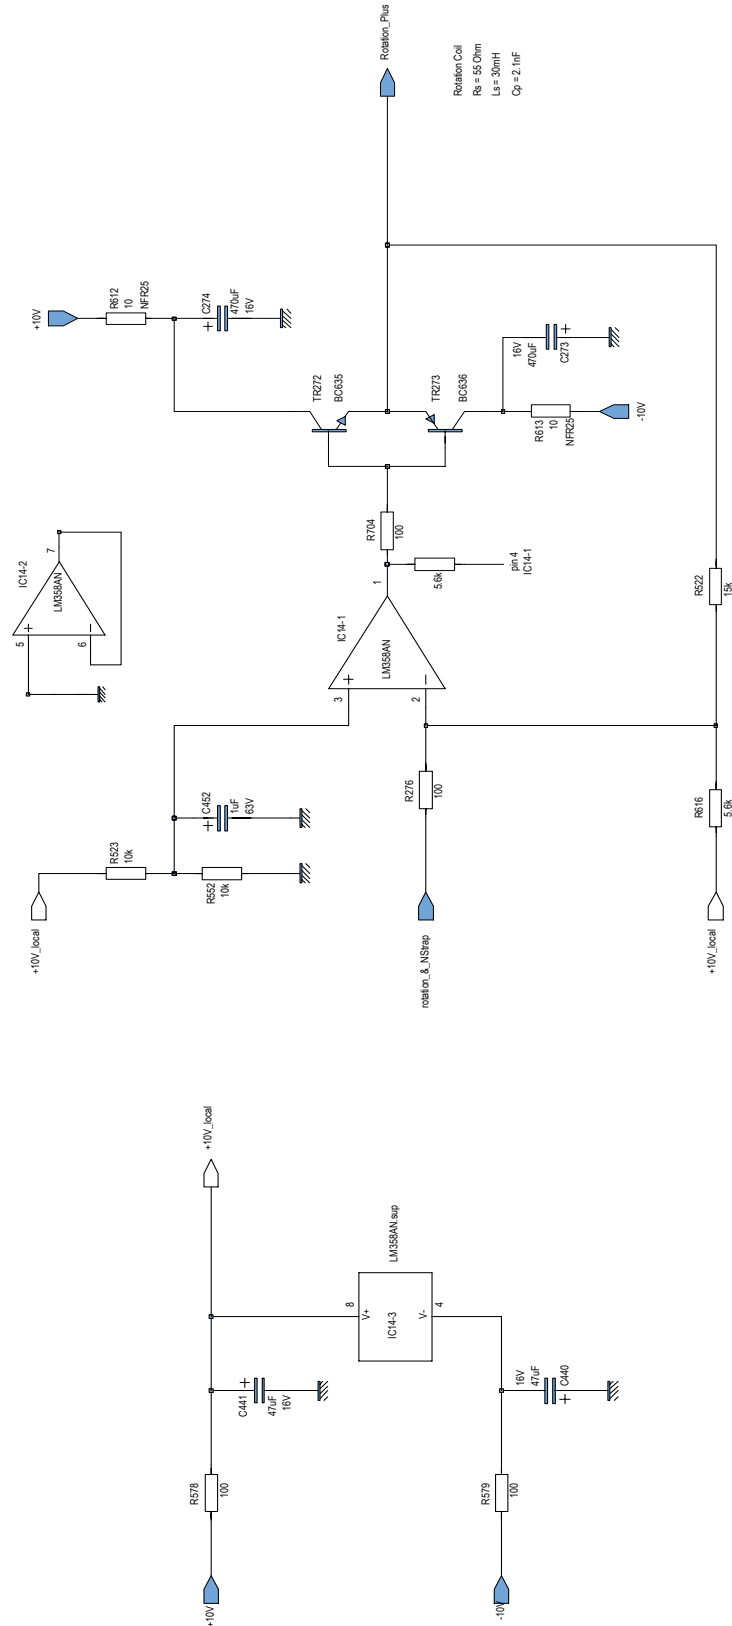 Rotation_Plus
Rotation Coil
Rs = 55 Ohm
Ls = 30mH
Cp = 2.1nF
+10V
R612
10
NFR25
+
C274
470uF
16V
TR272
BC635
TR273
BC636
16V
470uF
C273
+
R613
10
NFR25
-10V
IC14-2
LM358AN
7
5
+
6
-
R704
100
5.6k
pin 4
IC14-1
1
IC14-1
LM358AN
3
+
2
-
R522
15k
+10V_local
R523
10k
R552
10k
+
C452
1uF
63V
R276
100
rotation_&_NStrap
R616
5.6k
+10V_local
+10V_local
LM358AN.sup
8
V+
IC14-3
V-
4
C441
+
47uF
16V
16V
47uF
+
C440
R578
100
R579
100
+10V
-10V